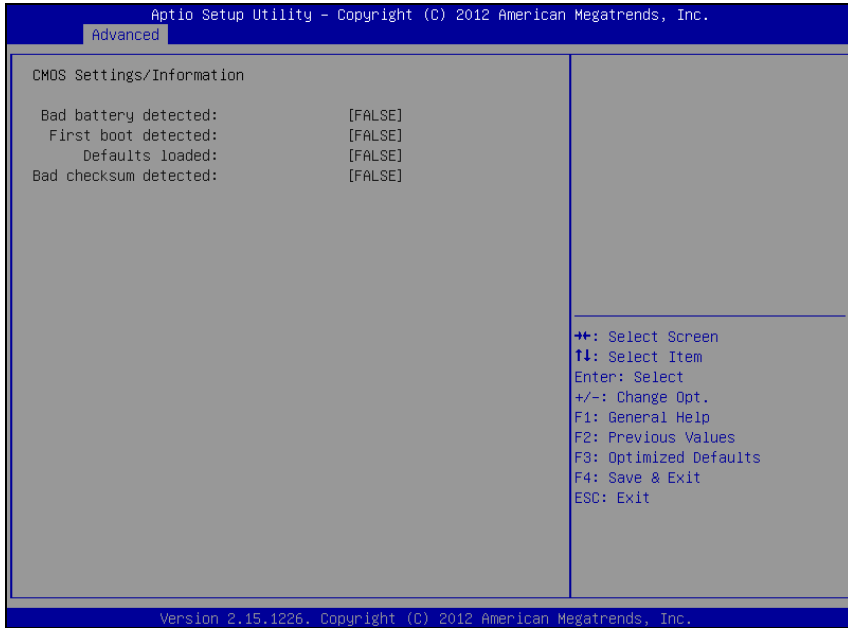 Aptio Setup Utility – Copyright (C) 2012 American Megatrends, Inc.
Advanced
CMOS Settings/Information
Bad battery detected: [FALSE]
First boot detected: [FALSE]
Defaults loaded: [FALSE]
Bad checksum detected: [FALSE]
→←: Select Screen
↑↓: Select Item
Enter: Select
+/-: Change Opt.
F1: General Help
F2: Previous Values
F3: Optimized Defaults
F4: Save & Exit
ESC: Exit
Version 2.15.1226. Copyright (C) 2012 American Megatrends, Inc.